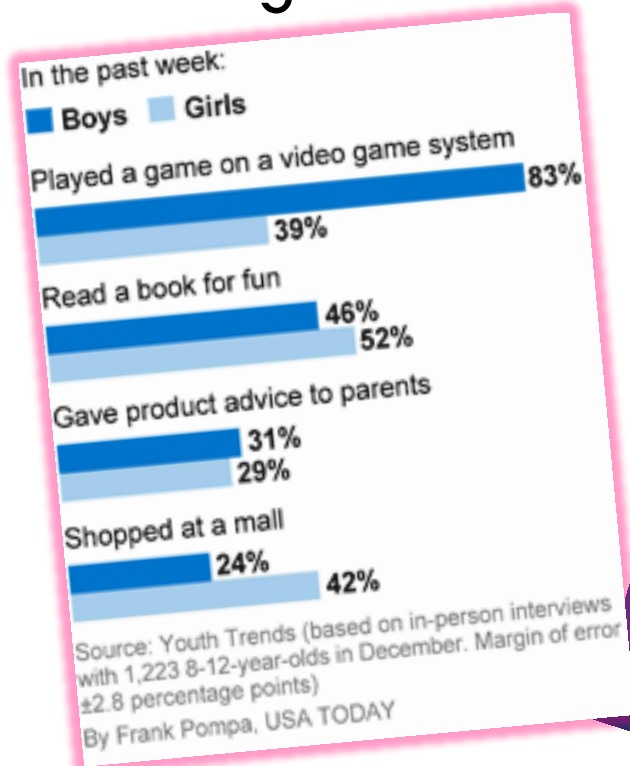 In the past week:
Boys Girls
Played a game on a video game system
83%
39%
Read a book for fun
46%
52%
Gave product advice to parents
31%
29%
Shopped at a mall
24%
42%
Source: Youth Trends (based on in-person interviews
with 1,223 8-12-year-olds in December. Margin of error
±2.8 percentage points)
By Frank Pompa, USA TODAY